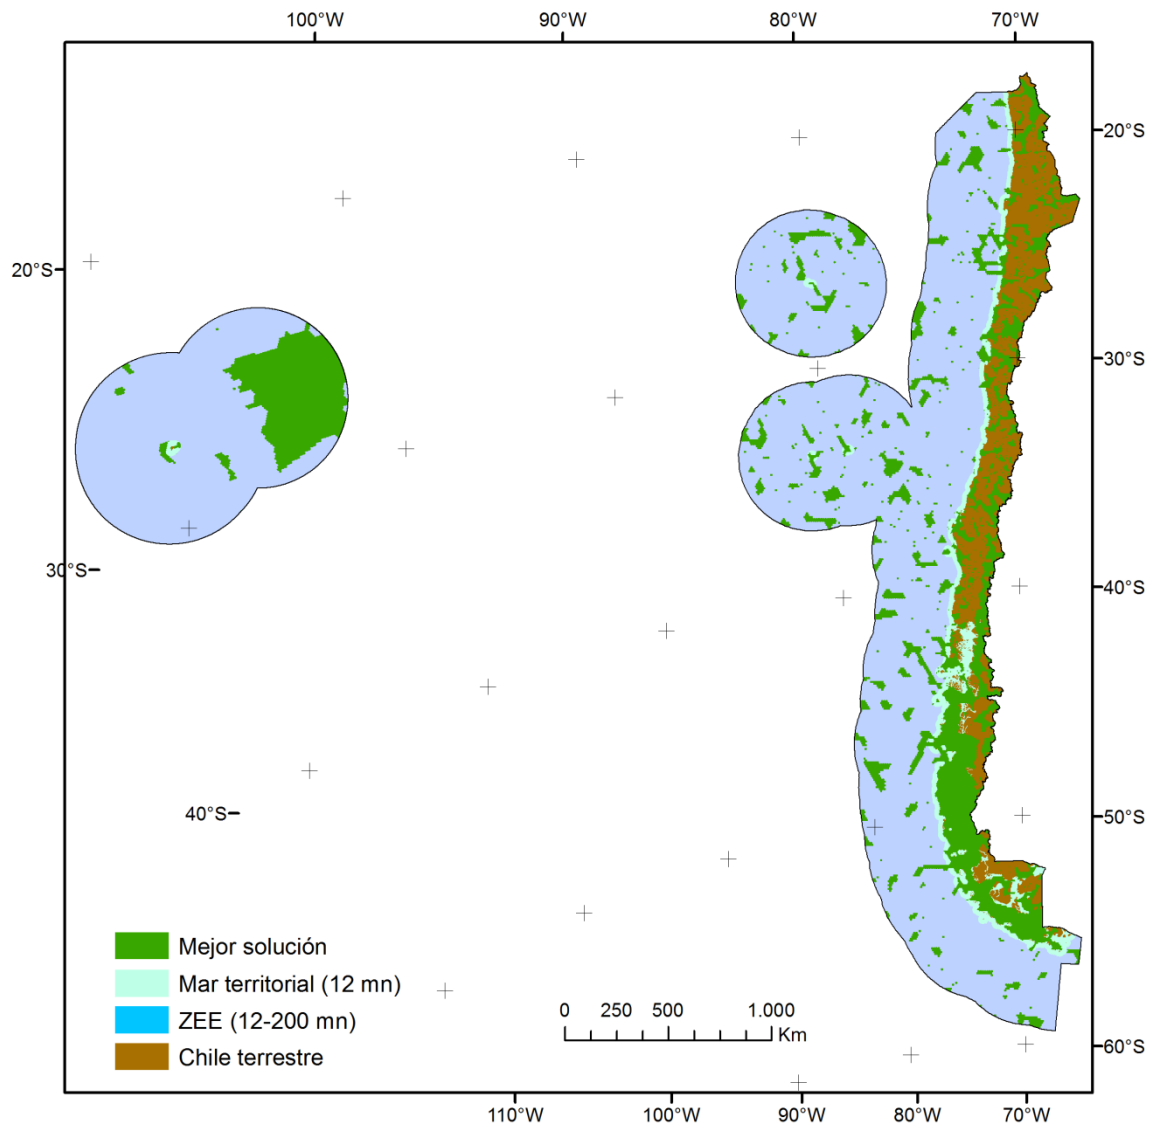 100°W 90°W 80°W 70°W
20°S
20°S
30°S
30°S
40°S
40°S
50°S
60°S
Mejor solución
Mar territorial (12 mn)
ZEE (12-200 mn)
Chile terrestre
0 250 500 1.000
Km
110°W 100°W 90°W 80°W 70°W